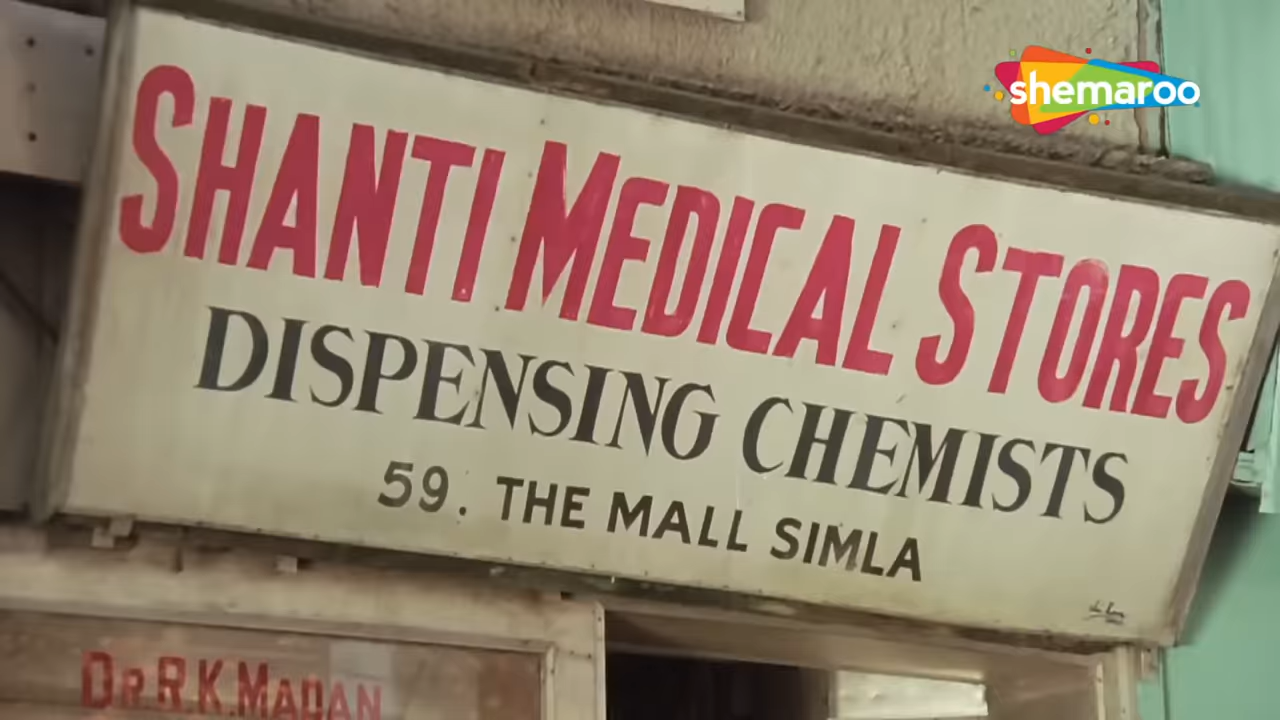 shemaroo
SHANTI MEDICAL STORES
DISPENSING CHEMISTS
59. THE MALL SIMLA
DR.R.K.MADAN